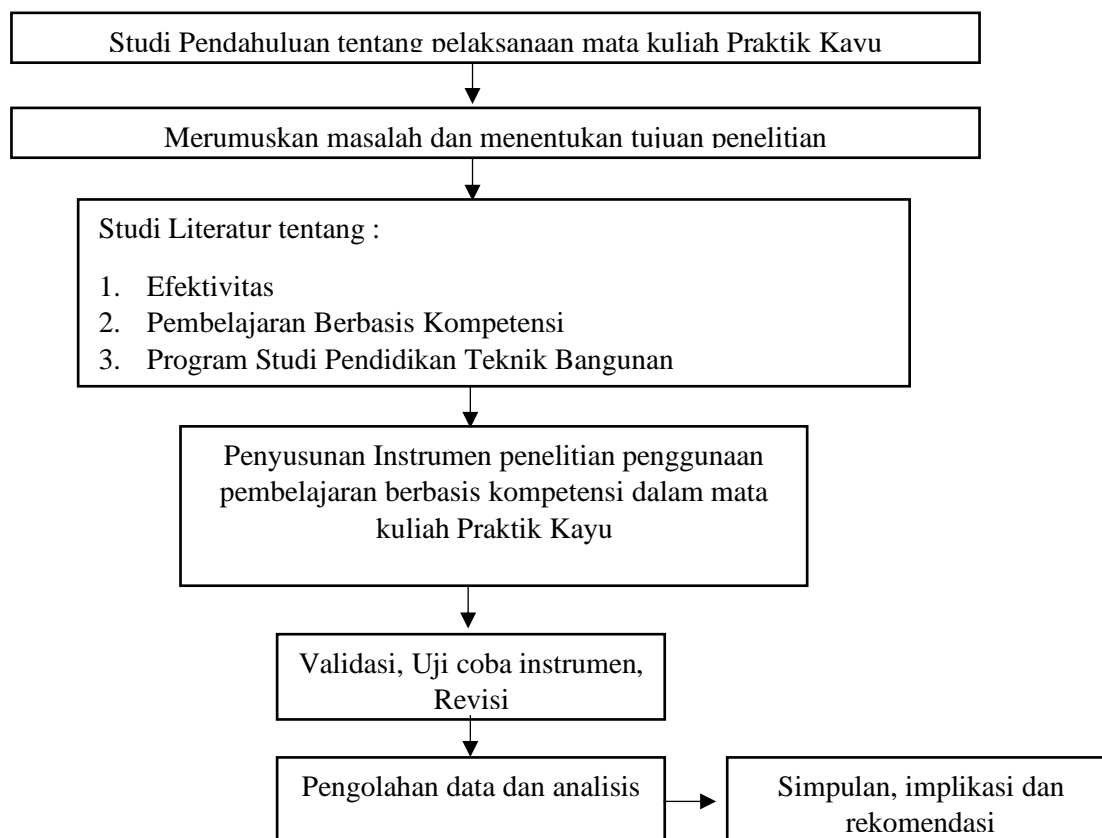 Studi Pendahuluan tentang pelaksanaan mata kuliah Praktik Kayu
Merumuskan masalah dan menentukan tujuan penelitian
Studi Literatur tentang :
1. Efektivitas
2. Pembelajaran Berbasis Kompetensi
3. Program Studi Pendidikan Teknik Bangunan
Penyusunan Instrumen penelitian penggunaan
pembelajaran berbasis kompetensi dalam mata
kuliah Praktik Kayu
Validasi, Uji coba instrumen,
Revisi
Pengolahan data dan analisis
Simpulan, implikasi dan
rekomendasi